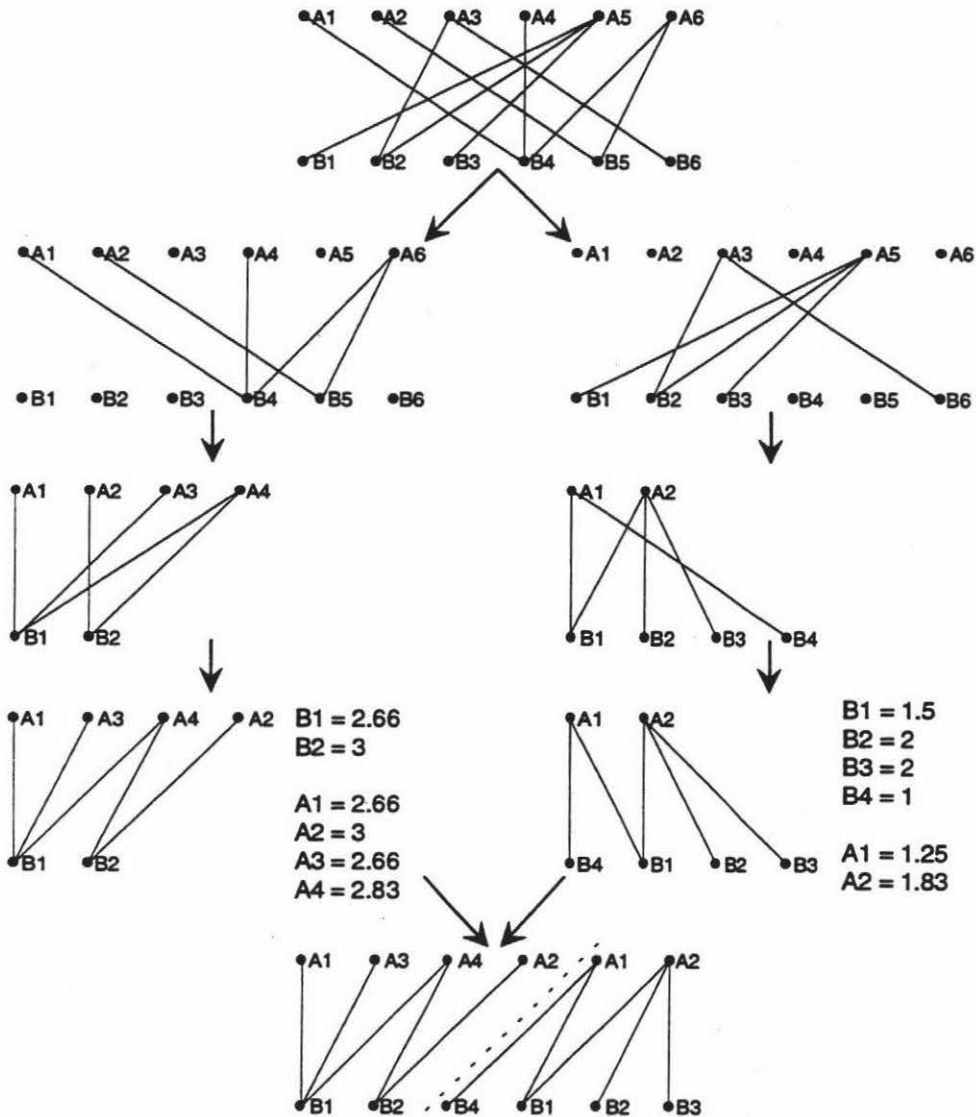 A1 A2 A3 A4 A5 A6
B1 B2 B3 B4 B5 B6
A1 A2 A3 A4 A5 A6
A1 A2 A3 A4 A5 A6
B1 B2 B3 B4 B5 B6
B1 B2 B3 B4 B5 B6
A1 A2 A3 A4
A1 A2
B1 B2
B1 B2 B3 B4
A1 A3 A4 A2
B1 B2
B1 = 2.66
B2 = 3
A1 = 2.66
A2 = 3
A3 = 2.66
A4 = 2.83
A1 A2
B4 B1 B2 B3
B1 = 1.5
B2 = 2
B3 = 2
B4 = 1
A1 = 1.25
A2 = 1.83
A1 A3 A4 A2 A1 A2
B1 B2 B4 B1 B2 B3